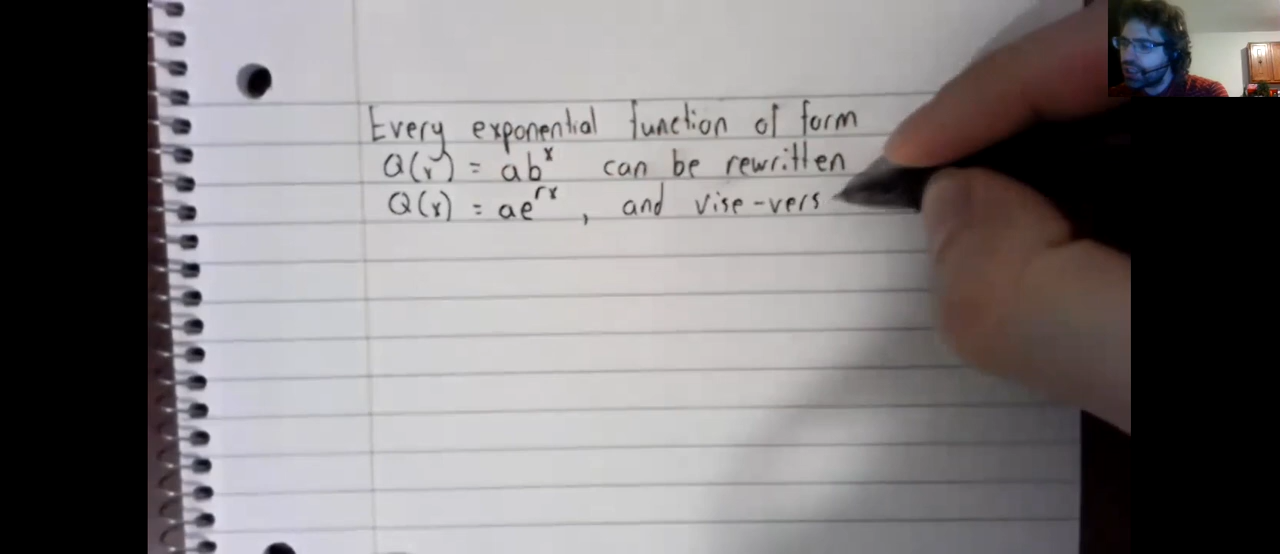 Every exponential function of form
Q(x) = ab^x can be rewritten
Q(x) = ae^rx , and vise-vers